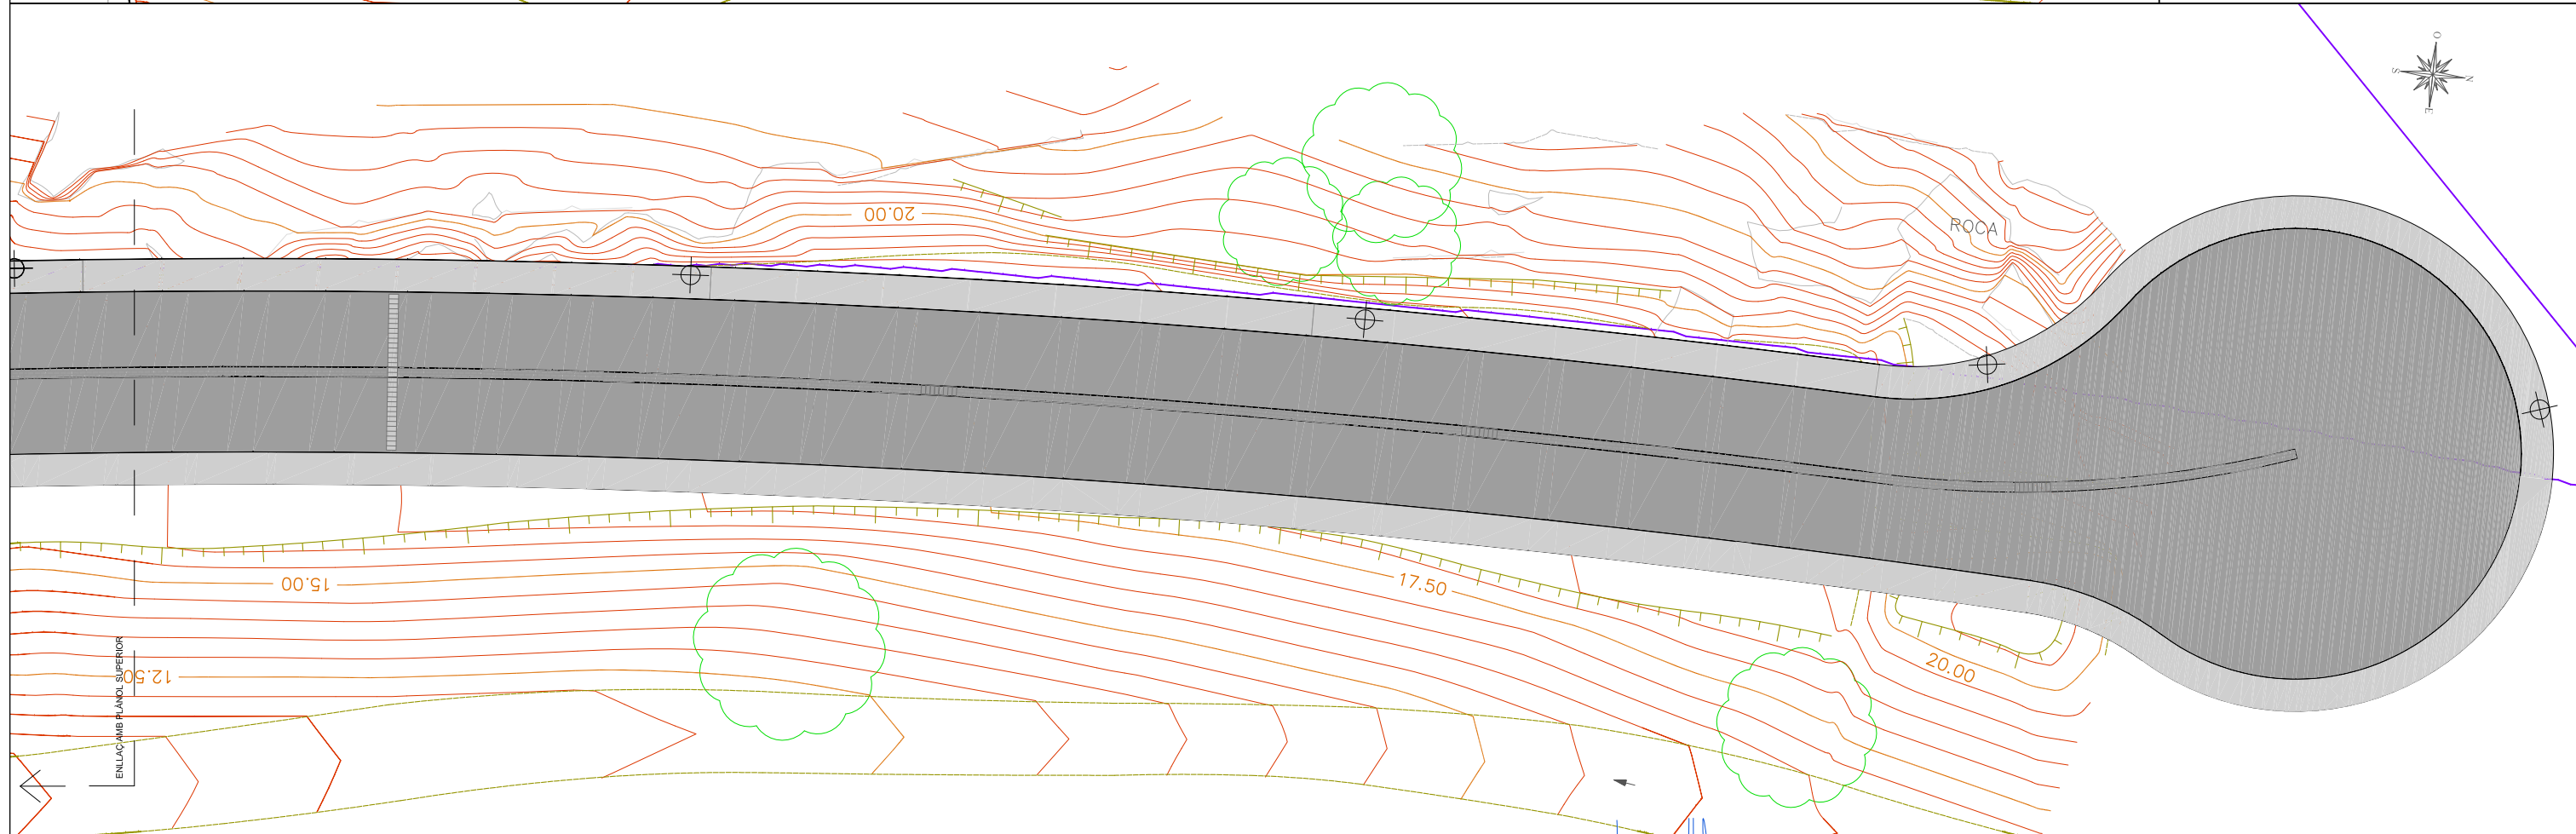 O
S
N
E
20.00
ROCA
15.00
17.50
12.50
20.00
ENLLAÇ AMB PLÀNOL SUPERIOR